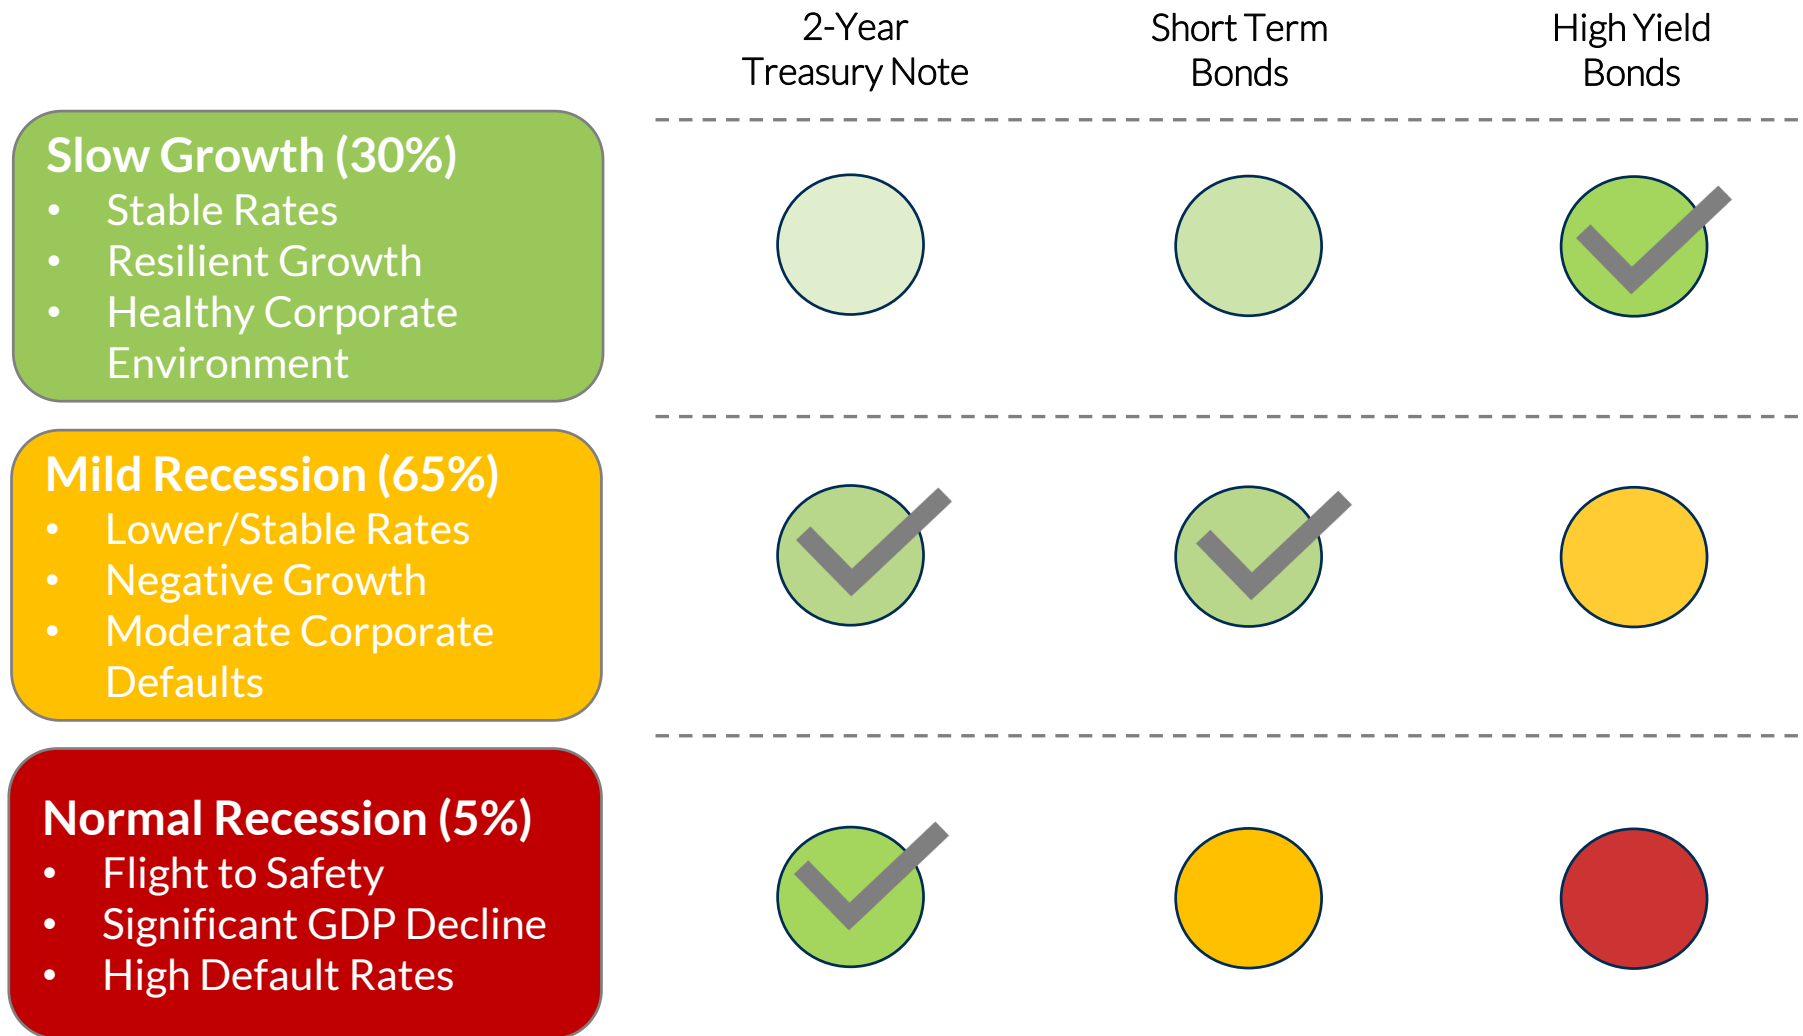 2-Year
Treasury Note
Short Term
Bonds
High Yield
Bonds
Slow Growth (30%)
• Stable Rates
• Resilient Growth
• Healthy Corporate
Environment
Mild Recession (65%)
• Lower/Stable Rates
• Negative Growth
• Moderate Corporate
Defaults
Normal Recession (5%)
• Flight to Safety
• Significant GDP Decline
• High Default Rates